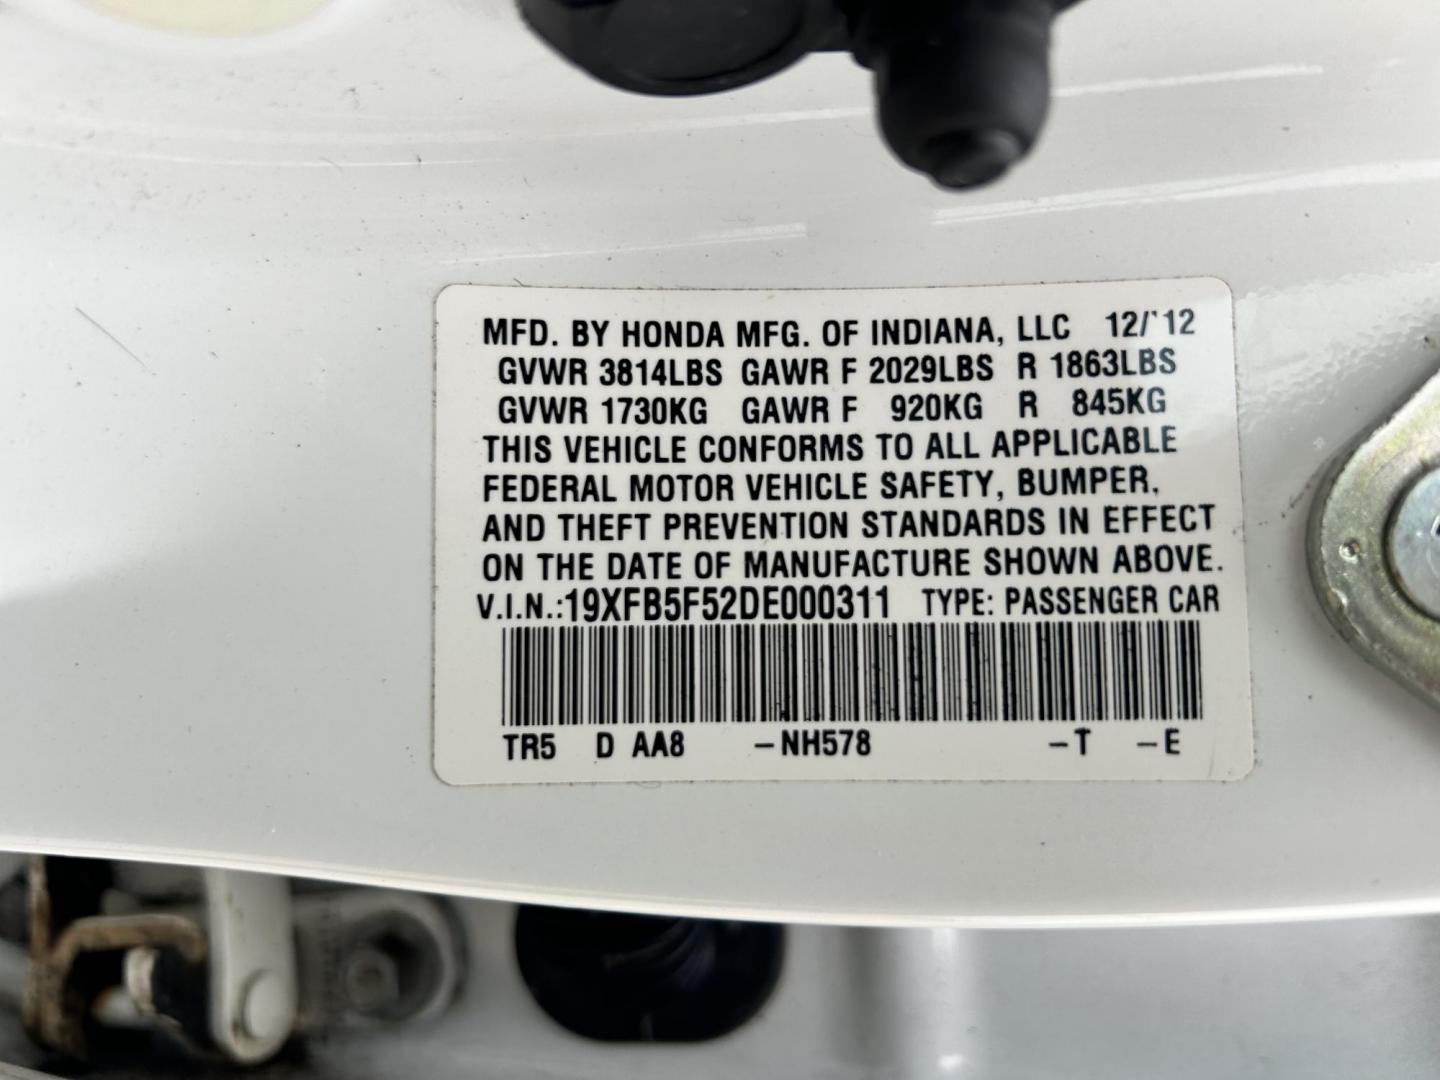 MFD. BY HONDA MFG. OF INDIANA, LLC 12/'12
GVWR 3814LBS GAWR F 2029LBS R 1863LBS
GVWR 1730KG GAWR F 920KG R 845KG
THIS VEHICLE CONFORMS TO ALL APPLICABLE
FEDERAL MOTOR VEHICLE SAFETY, BUMPER,
AND THEFT PREVENTION STANDARDS IN EFFECT
ON THE DATE OF MANUFACTURE SHOWN ABOVE.
V.I.N.:19XFB5F52DE000311 TYPE: PASSENGER CAR
TR5 D AA8 –NH578 –T –E